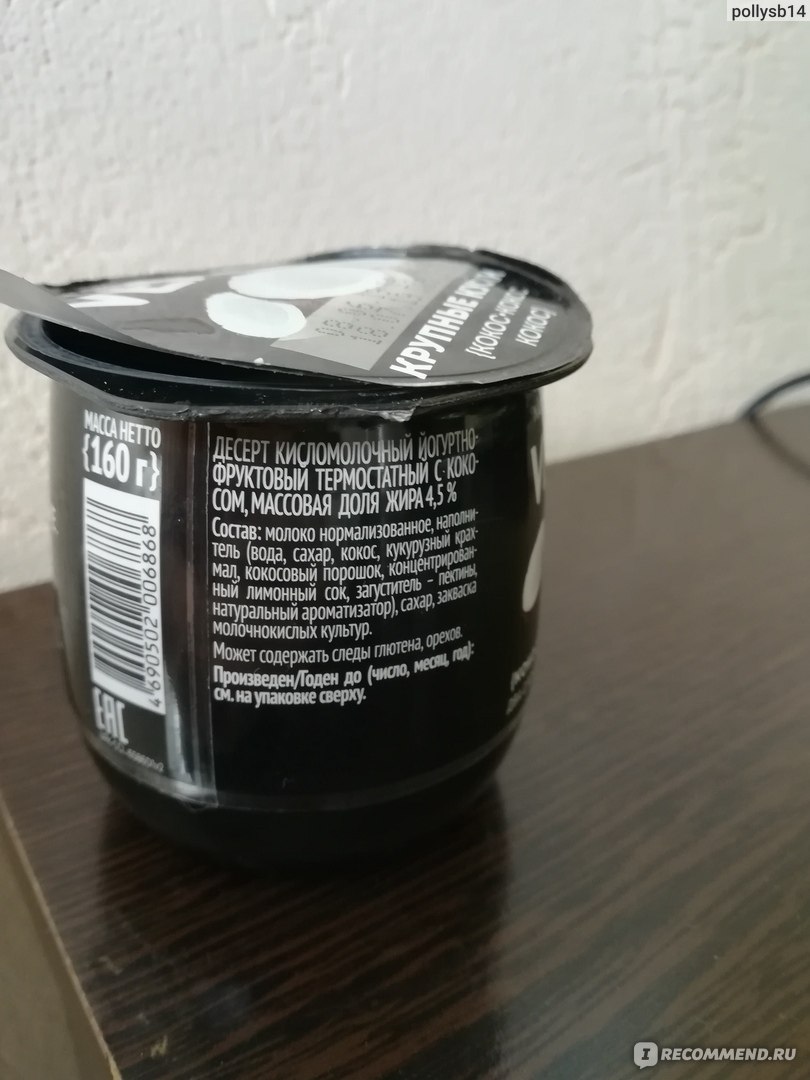 pollysb14
КРУПНЫЕ
[КОКОС-КОКОС-
КОКОС]
МАССА НЕТТО
{160 г}
4 690502 006868
EAC
ДЕСЕРТ КИСЛОМОЛОЧНЫЙ ЙОГУРТНО-
ФРУКТОВЫЙ ТЕРМОСТАТНЫЙ С КОКО-
СОМ, МАССОВАЯ ДОЛЯ ЖИРА 4,5 %
Состав: молоко нормализованное, наполни-
тель (вода, сахар, кокос, кукурузный крах-
мал, кокосовый порошок, концентрирован-
ный лимонный сок, загуститель – пектины,
натуральный ароматизатор), сахар, закваска
молочнокислых культур.
Может содержать следы глютена, орехов.
Произведен/Годен до (число, месяц, год):
см. на упаковке сверху.
IRECOMMEND.RU